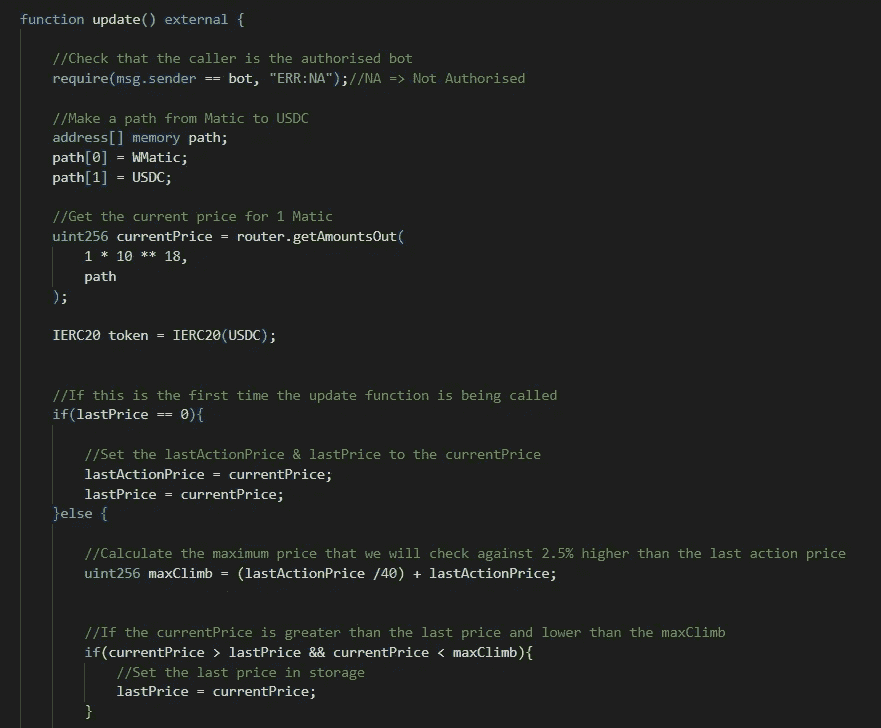 function update() external {
//Check that the caller is the authorised bot
require(msg.sender == bot, "ERR:NA");//NA => Not Authorised
//Make a path from Matic to USDC
address[] memory path;
path[0] = WMatic;
path[1] = USDC;
//Get the current price for 1 Matic
uint256 currentPrice = router.getAmountsOut(
1 * 10 ** 18,
path
);
IERC20 token = IERC20(USDC);
//If this is the first time the update function is being called
if(lastPrice == 0){
//Set the lastActionPrice & lastPrice to the currentPrice
lastActionPrice = currentPrice;
lastPrice = currentPrice;
}else {
//Calculate the maximum price that we will check against 2.5% higher than the last action price
uint256 maxClimb = (lastActionPrice /40) + lastActionPrice;
//If the currentPrice is greater than the last price and lower than the maxClimb
if(currentPrice > lastPrice && currentPrice < maxClimb){
//Set the last price in storage
lastPrice = currentPrice;
}